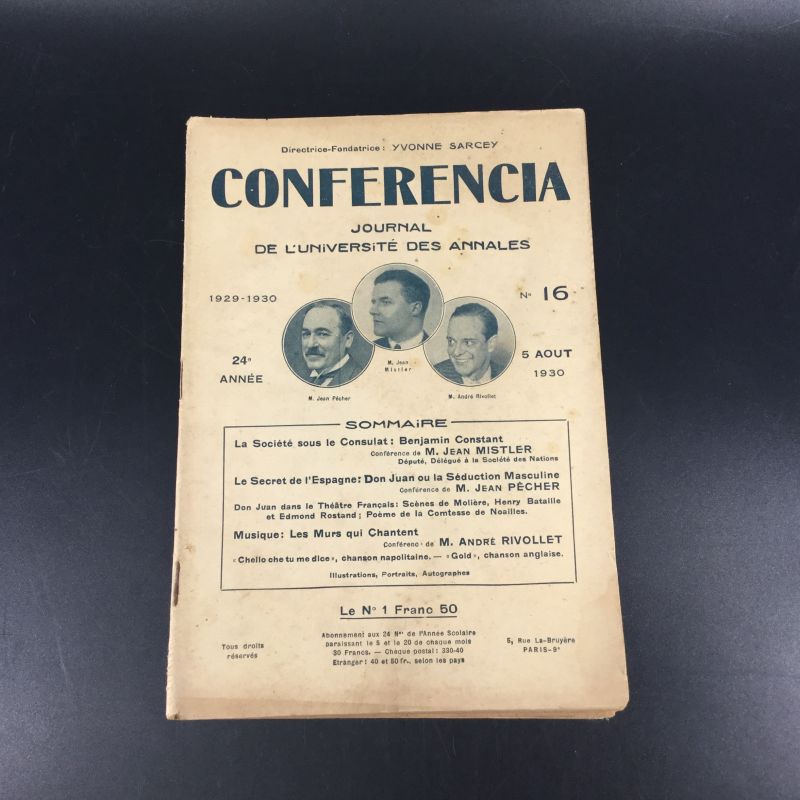 Directrice-Fondatrice: YVONNE SARCEY
CONFERENCIA
JOURNAL
DE L'UNIVERSITÉ DES ANNALES
1929-1930
Nº 16
24e
ANNÉE
5 AOUT
1930
M. Jean Pêcher
M. Jean
Mistler
M. André Rivollet
SOMMAIRE
La Société sous le Consulat: Benjamin Constant
Conférence de M. JEAN MISTLER
Député, Délégué à la Société des Nations
Le Secret de l'Espagne: Don Juan ou la Séduction Masculine
Conférence de M. JEAN PÊCHER
Don Juan dans le Théâtre Français: Scènes de Molière, Henry Bataille
et Edmond Rostand; Poème de la Comtesse de Noailles.
Musique: Les Murs qui Chantent
Conférenc de M. ANDRÉ RIVOLLET
«Chello che tu me dice», chanson napolitaine. — «Gold», chanson anglaise.
Illustrations, Portraits, Autographes
Le Nº 1 Franc 50
Tous droits
réservés
Abonnement aux 24 Nos de l'Année Scolaire
paraissant le 5 et le 20 de chaque mois
30 Francs. — Chèque postal: 330-40
Etranger: 40 et 50 fr., selon les pays
5, Rue La-Bruyère
PARIS-9e